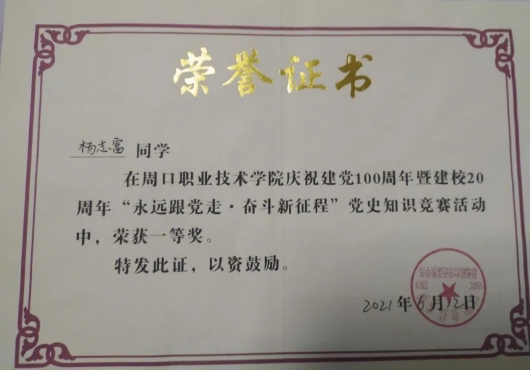 荣誉证书
杨志富 同学
在周口职业技术学院庆祝建党100周年暨建校20
周年“永远跟党走·奋斗新征程”党史知识竞赛活动
中，荣获一等奖。
特发此证，以资鼓励。
2021年6月12日